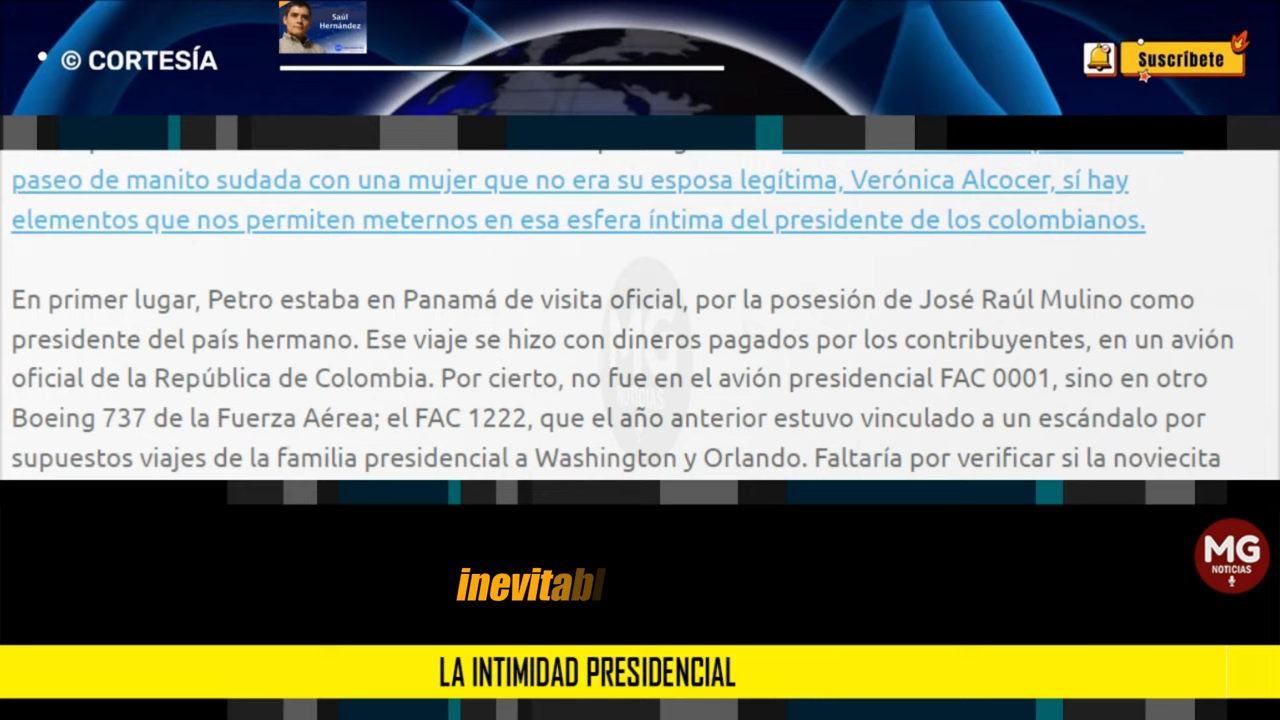 © CORTESÍA
Saúl
Hernández
Suscríbete
paseo de manito sudada con una mujer que no era su esposa legítima, Verónica Alcocer, sí hay
elementos que nos permiten meternos en esa esfera íntima del presidente de los colombianos.
En primer lugar, Petro estaba en Panamá de visita oficial, por la posesión de José Raúl Mulino como
presidente del país hermano. Ese viaje se hizo con dineros pagados por los contribuyentes, en un avión
oficial de la República de Colombia. Por cierto, no fue en el avión presidencial FAC 0001, sino en otro
Boeing 737 de la Fuerza Aérea; el FAC 1222, que el año anterior estuvo vinculado a un escándalo por
supuestos viajes de la familia presidencial a Washington y Orlando. Faltaría por verificar si la noviecita
MG
NOTICIAS
inevitabl
MG
NOTICIAS
LA INTIMIDAD PRESIDENCIAL